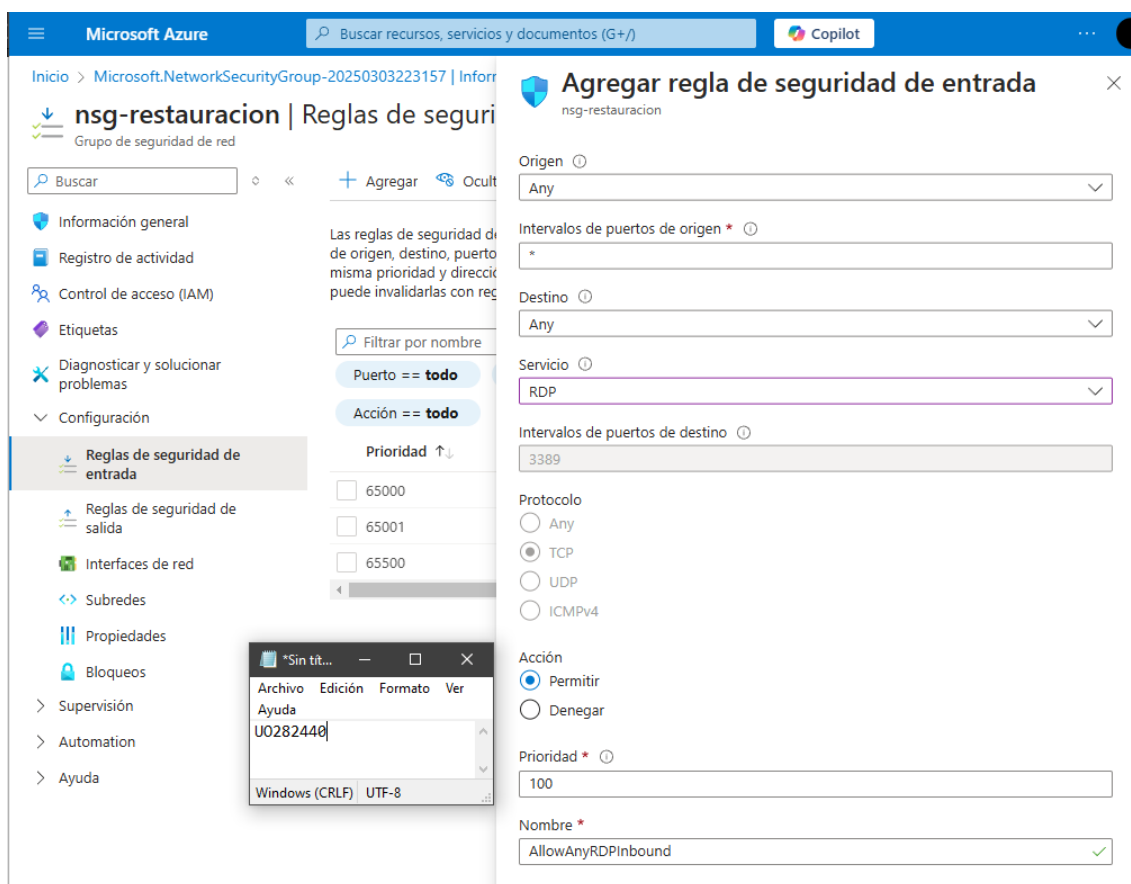 Microsoft Azure
Buscar recursos, servicios y documentos (G+/)
Copilot
Inicio > Microsoft.NetworkSecurityGroup-20250303223157 | Inforr
nsg-restauracion | Reglas de seguri
Grupo de seguridad de red
Buscar
Información general
Registro de actividad
Control de acceso (IAM)
Etiquetas
Diagnosticar y solucionar
problemas
Configuración
Reglas de seguridad de
entrada
Reglas de seguridad de
salida
Interfaces de red
Subredes
Propiedades
Bloqueos
Supervisión
Automation
Ayuda
Agregar
Ocult
Las reglas de seguridad de
de origen, destino, puerto
misma prioridad y direcció
puede invalidarlas con reg
Filtrar por nombre
Puerto == todo
Acción == todo
Prioridad ↑↓
65000
65001
65500
*Sin tít...
Archivo Edición Formato Ver
Ayuda
UO282440
Windows (CRLF) UTF-8
Agregar regla de seguridad de entrada
nsg-restauracion
Origen
Any
Intervalos de puertos de origen *
*
Destino
Any
Servicio
RDP
Intervalos de puertos de destino
3389
Protocolo
Any
TCP
UDP
ICMPv4
Acción
Permitir
Denegar
Prioridad *
100
Nombre *
AllowAnyRDPInbound